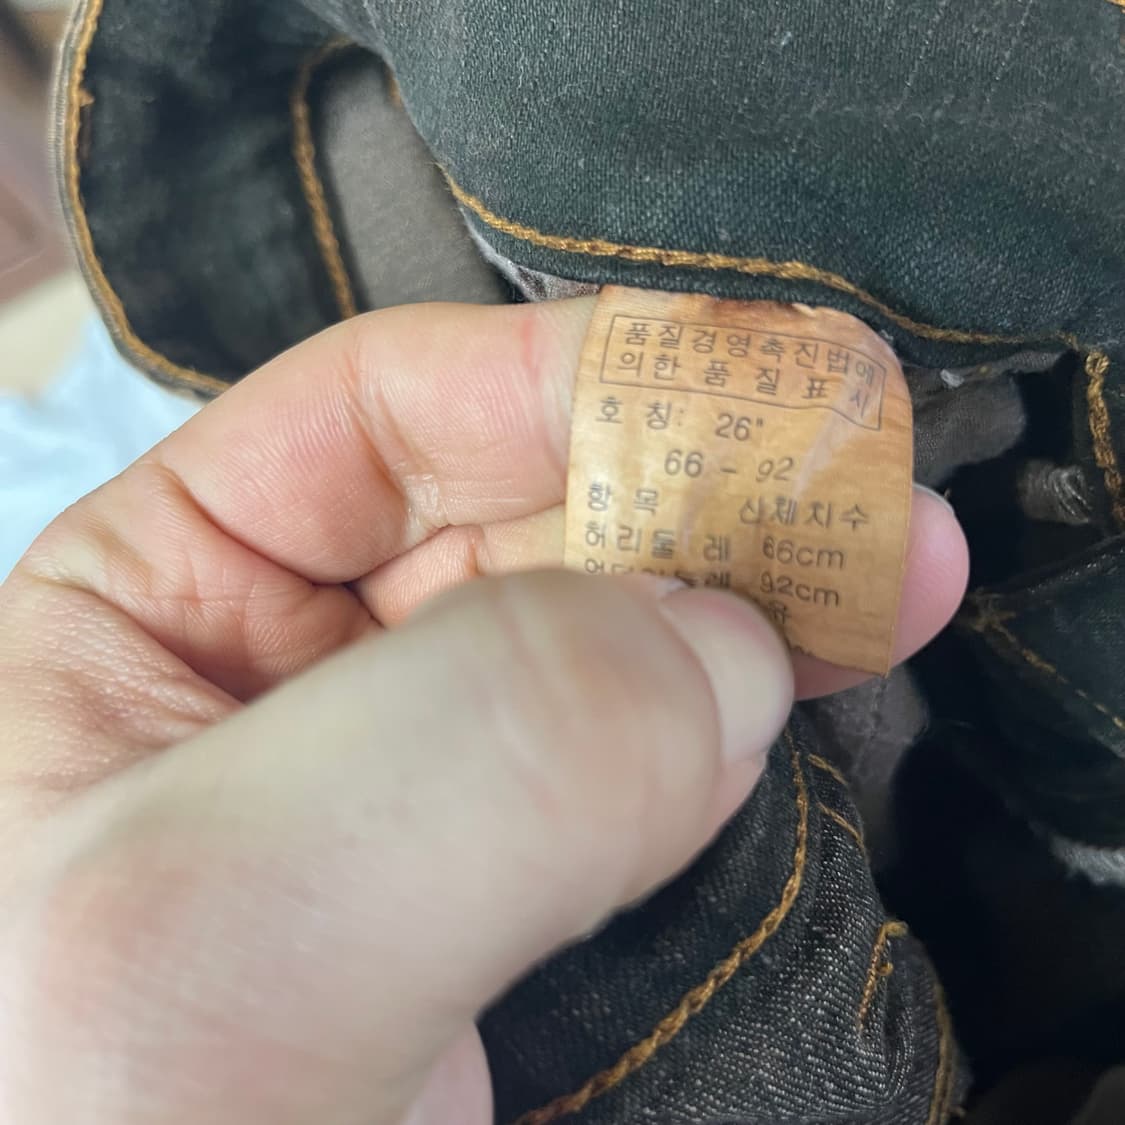 품질경영촉진법에
의한 품 질 표 시
호 칭: 26"
66 - 92
항 목 신체치수
허리둘 레 66cm
92cm